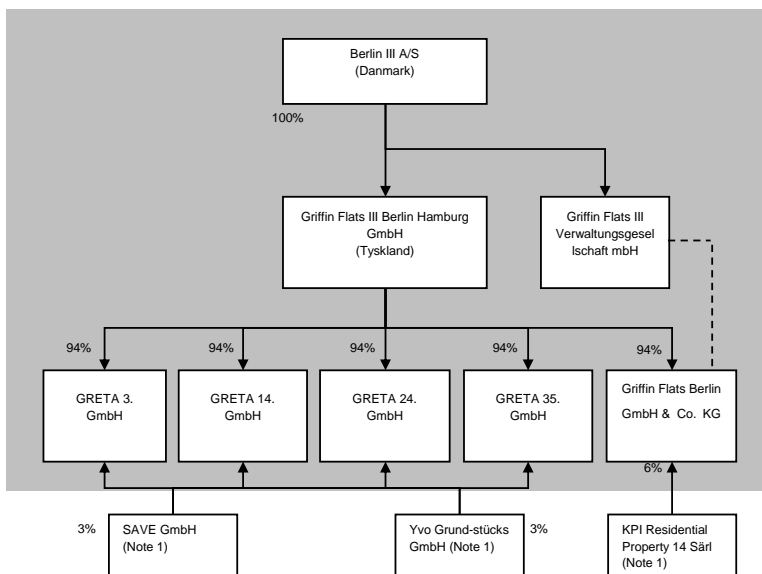 Berlin III A/S
(Danmark)
100%
Griffin Flats III Berlin Hamburg
GmbH
(Tyskland)
Griffin Flats III
Verwaltungsgesel
lschaft mbH
94%
94%
94%
94%
94%
GRETA 3.
GmbH
GRETA 14.
GmbH
GRETA 24.
GmbH
GRETA 35.
GmbH
Griffin Flats Berlin
GmbH & Co. KG
6%
3%
SAVE GmbH
(Note 1)
Yvo Grund-stücks
GmbH (Note 1)
3%
KPI Residential
Property 14 Särl
(Note 1)